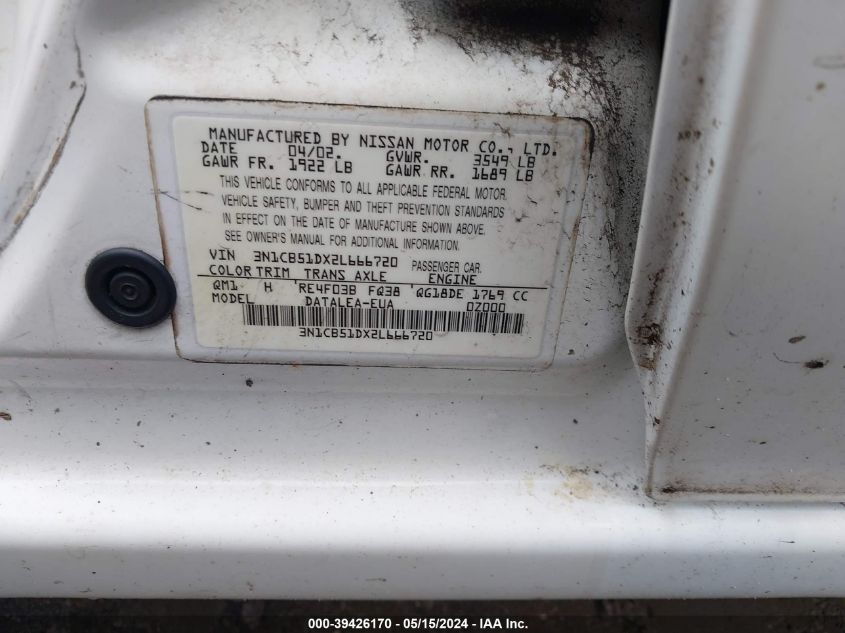 MANUFACTURED BY NISSAN MOTOR CO., LTD.
DATE 04/02. GVWR. 3549 LB
GAWR FR. 1922 LB GAWR RR. 1689 LB
THIS VEHICLE CONFORMS TO ALL APPLICABLE FEDERAL MOTOR
VEHICLE SAFETY, BUMPER AND THEFT PREVENTION STANDARDS
IN EFFECT ON THE DATE OF MANUFACTURE SHOWN ABOVE.
SEE OWNER'S MANUAL FOR ADDITIONAL INFORMATION.
VIN 3N1CB51DX2L666720 PASSENGER CAR.
COLOR TRIM TRANS AXLE ENGINE
QM1 H RE4F03B FQ38 QG18DE 1769 CC
MODEL DATALEA-EUA 0Z000
3N1CB51DX2L666720
000-39426170 - 05/15/2024 - IAA Inc.